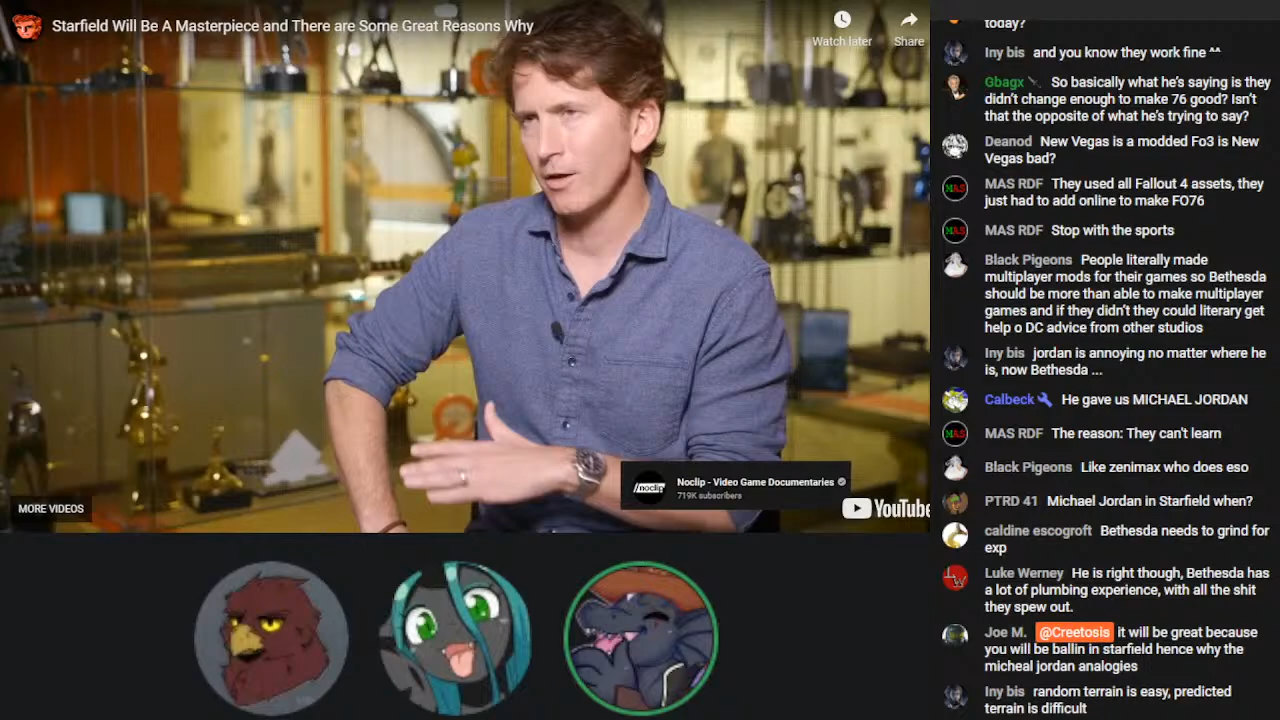 Starfield Will Be A Masterpiece and There are Some Great Reasons Why
Watch later
Share
/noclip
Noclip - Video Game Documentaries
719K subscribers
MORE VIDEOS
YouTube
today?
Iny bis and you know they work fine ^^
Gbagx So basically what he's saying is they
didn't change enough to make 76 good? Isn't
that the opposite of what he's trying to say?
Deanod New Vegas is a modded Fo3 is New
Vegas bad?
MAS
MAS RDF They used all Fallout 4 assets, they
just had to add online to make FO76
MAS
MAS RDF Stop with the sports
Black Pigeons People literally made
multiplayer mods for their games so Bethesda
should be more than able to make multiplayer
games and if they didn't they could literary get
help o DC advice from other studios
Iny bis jordan is annoying no matter where he
is, now Bethesda ...
Calbeck He gave us MICHAEL JORDAN
MAS
MAS RDF The reason: They can't learn
Black Pigeons Like zenimax who does eso
PTRD 41 Michael Jordan in Starfield when?
caldine escogroft Bethesda needs to grind for
exp
LW
Luke Werney He is right though, Bethesda has
a lot of plumbing experience, with all the shit
they spew out.
Joe M. @Creetosis it will be great because
you will be ballin in starfield hence why the
micheal jordan analogies
Iny bis random terrain is easy, predicted
terrain is difficult